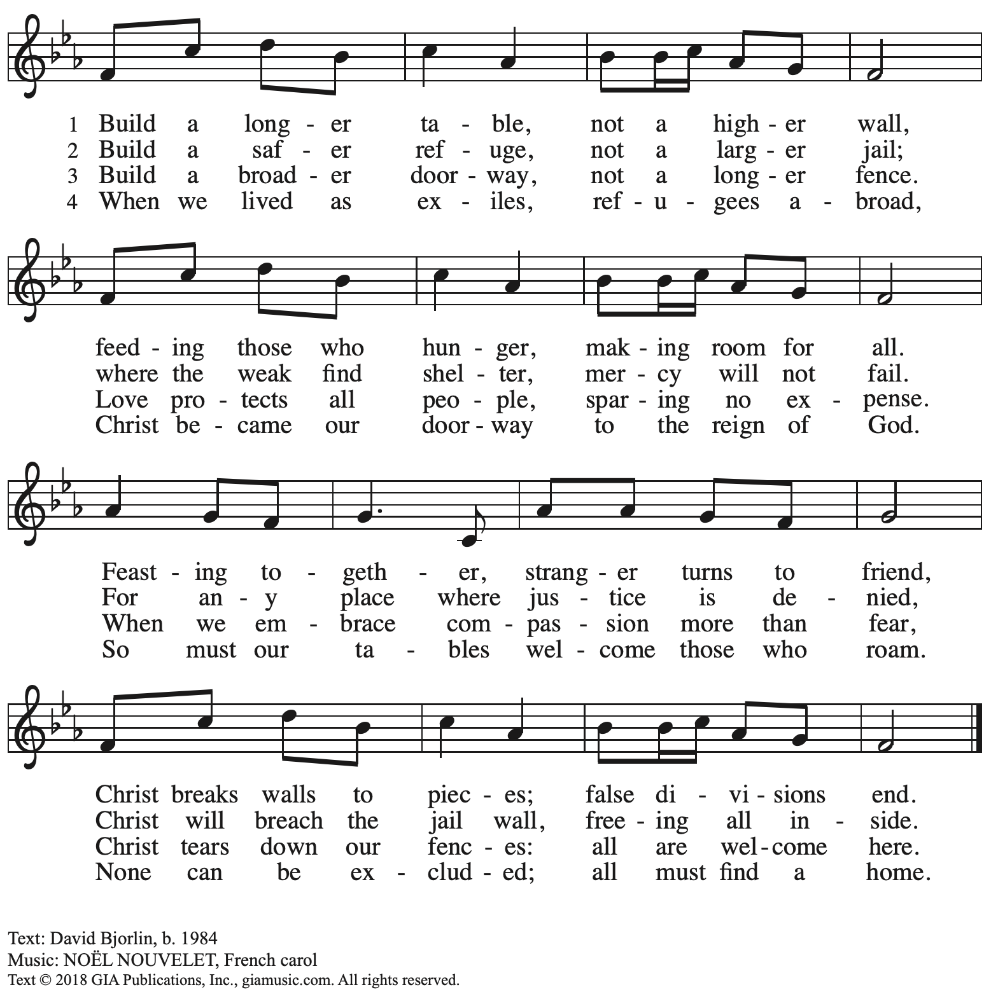 1 Build a long - er ta - ble, not a high - er wall,
2 Build a saf - er ref - uge, not a larg - er jail;
3 Build a broad - er door - way, not a long - er fence.
4 When we lived as ex - iles, ref - u - gees a - broad,
feed - ing those who hun - ger, mak - ing room for all.
where the weak find shel - ter, mer - cy will not fail.
Love pro - tects all peo - ple, spar - ing no ex - pense.
Christ be - came our door - way to the reign of God.
Feast - ing to - geth - er, strang - er turns to friend,
For an - y place where jus - tice is de - nied,
When we em - brace com - pas - sion more than fear,
So must our ta - bles wel - come those who roam.
Christ breaks walls to piec - es; false di - vi - sions end.
Christ will breach the jail wall, free - ing all in - side.
Christ tears down our fenc - es: all are wel - come here.
None can be ex - clud - ed; all must find a home.
Text: David Bjorlin, b. 1984
Music: NOËL NOUVELET, French carol
Text © 2018 GIA Publications, Inc., giamusic.com. All rights reserved.